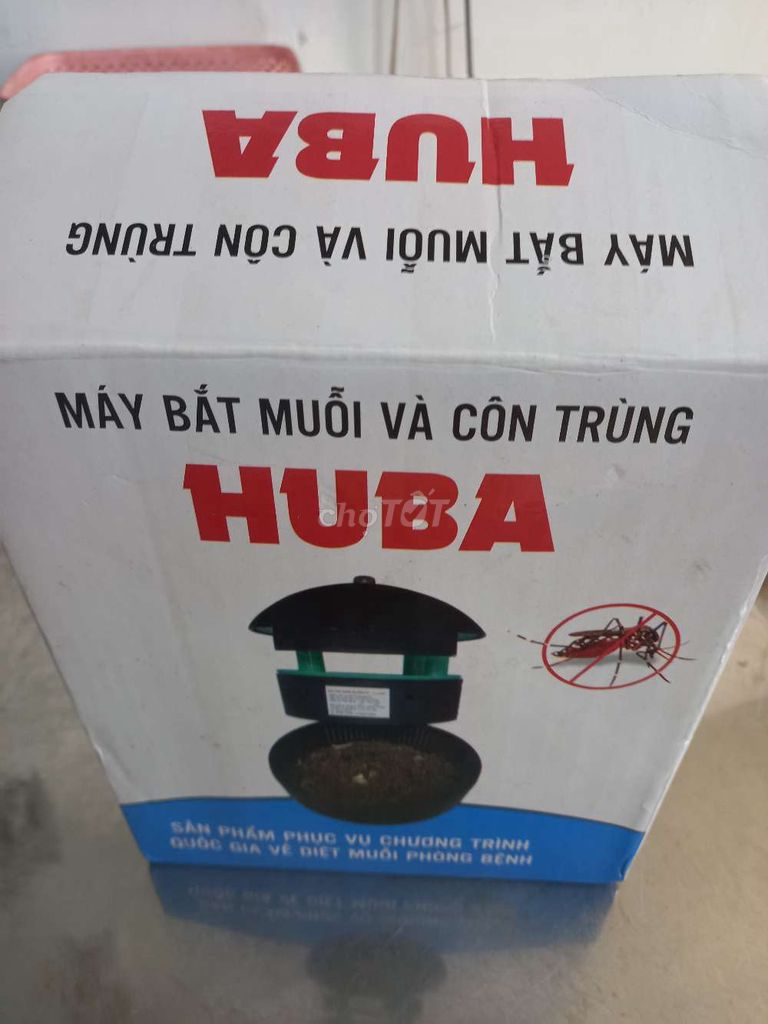 HUBA
MÁY BẮT MUỖI VÀ CÔN TRÙNG
MÁY BẮT MUỖI VÀ CÔN TRÙNG
HUBA
chợTỐT
SẢN PHẨM PHỤC VỤ CHƯƠNG TRÌNH
QUỐC GIA VỀ DIỆT MUỖI PHÒNG BỆNH